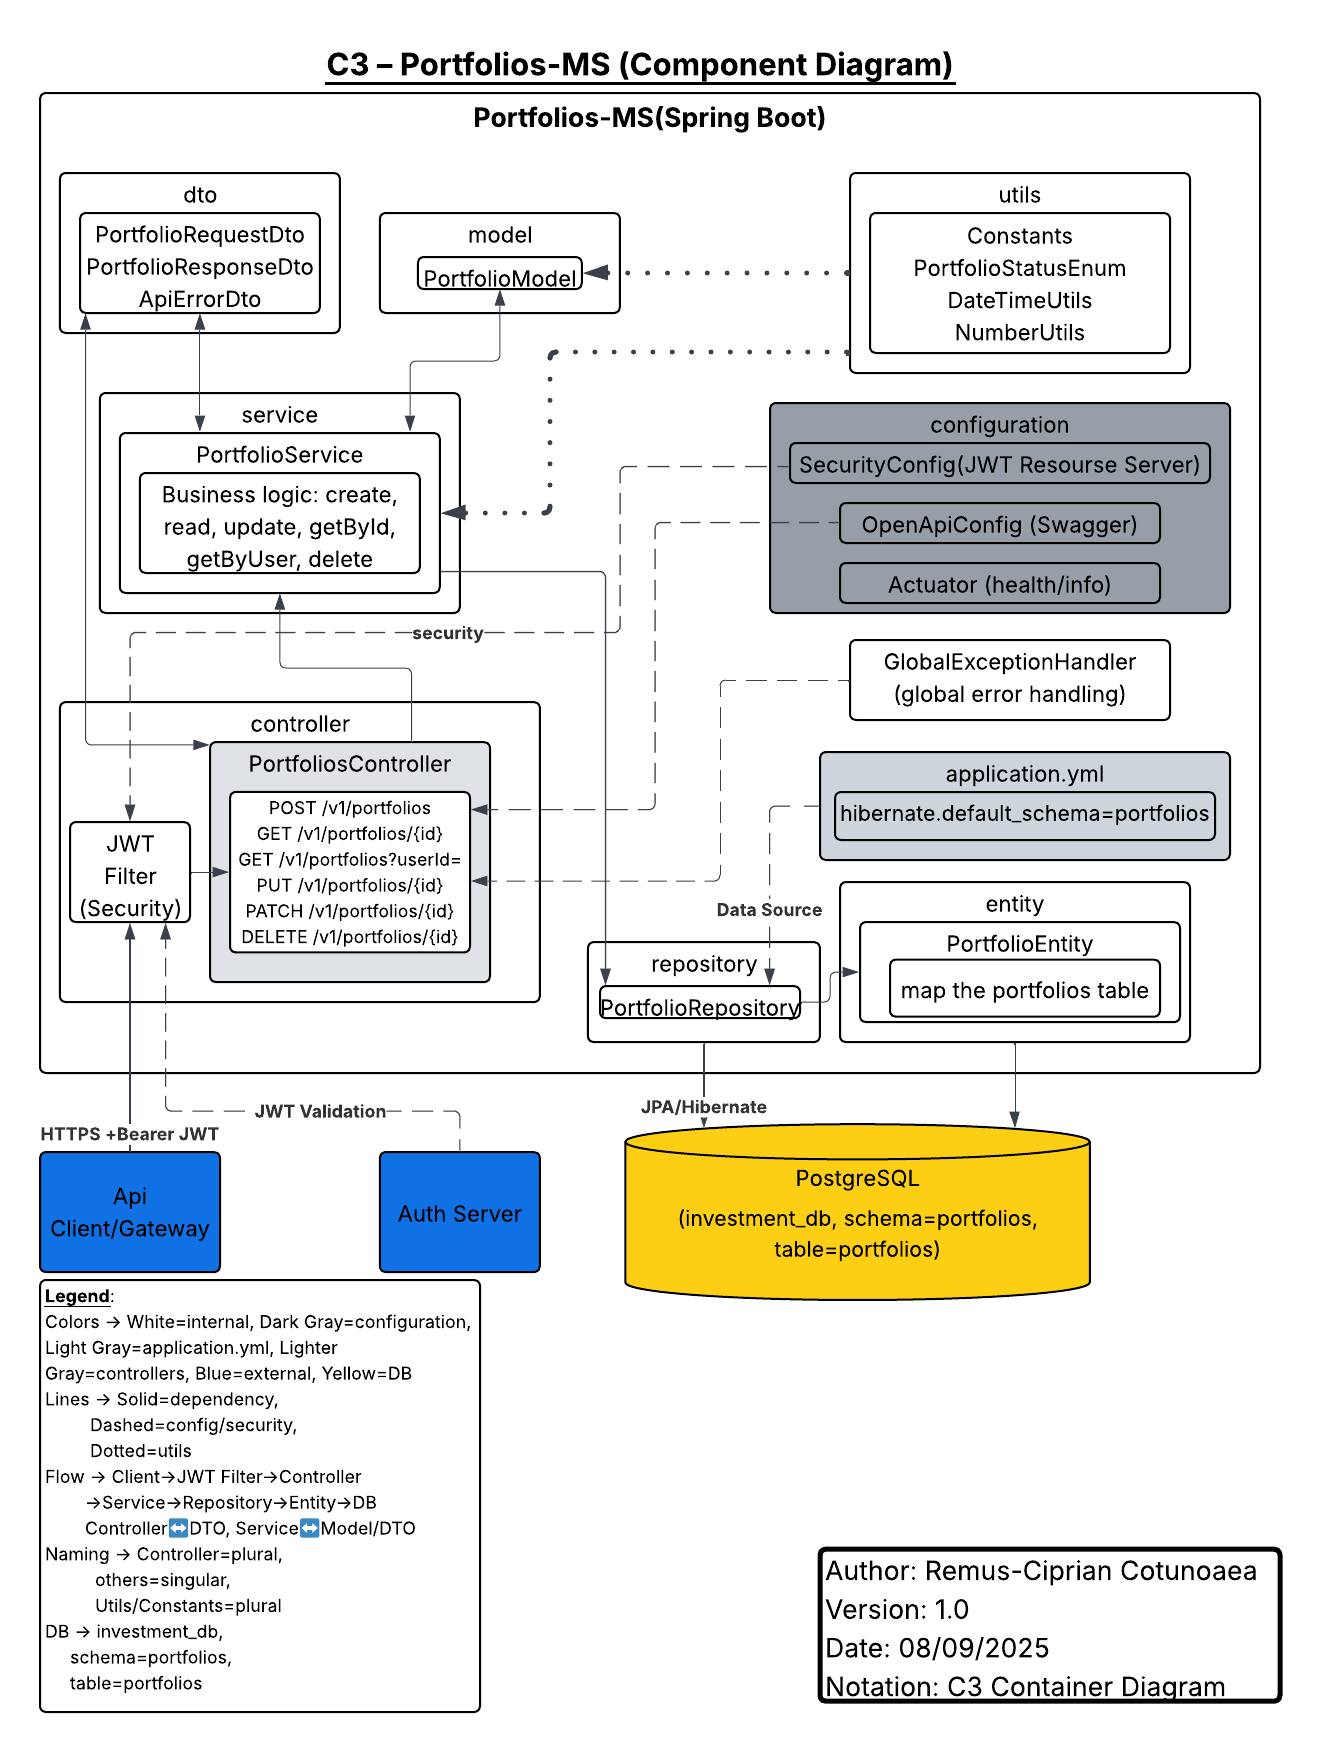 C3 – Portfolios-MS (Component Diagram)
Portfolios-MS(Spring Boot)
dto
PortfolioRequestDto
PortfolioResponseDto
ApiErrorDto
model
PortfolioModel
utils
Constants
PortfolioStatusEnum
DateTimeUtils
NumberUtils
service
PortfolioService
Business logic: create,
read, update, getById,
getByUser, delete
configuration
SecurityConfig(JWT Resourse Server)
OpenApiConfig (Swagger)
Actuator (health/info)
security
GlobalExceptionHandler
(global error handling)
controller
PortfoliosController
POST /v1/portfolios
GET /v1/portfolios/{id}
GET /v1/portfolios?userId=
PUT /v1/portfolios/{id}
PATCH /v1/portfolios/{id}
DELETE /v1/portfolios/{id}
JWT
Filter
(Security)
application.yml
hibernate.default_schema=portfolios
Data Source
repository
PortfolioRepository
entity
PortfolioEntity
map the portfolios table
JWT Validation
HTTPS +Bearer JWT
JPA/Hibernate
Api
Client/Gateway
Auth Server
PostgreSQL
(investment_db, schema=portfolios,
table=portfolios)
Legend:
Colors → White=internal, Dark Gray=configuration,
Light Gray=application.yml, Lighter
Gray=controllers, Blue=external, Yellow=DB
Lines → Solid=dependency,
Dashed=config/security,
Dotted=utils
Flow → Client→JWT Filter→Controller
→Service→Repository→Entity→DB
Controller↔️DTO, Service↔️Model/DTO
Naming → Controller=plural,
others=singular,
Utils/Constants=plural
DB → investment_db,
schema=portfolios,
table=portfolios
Author: Remus-Ciprian Cotunoaea
Version: 1.0
Date: 08/09/2025
Notation: C3 Container Diagram